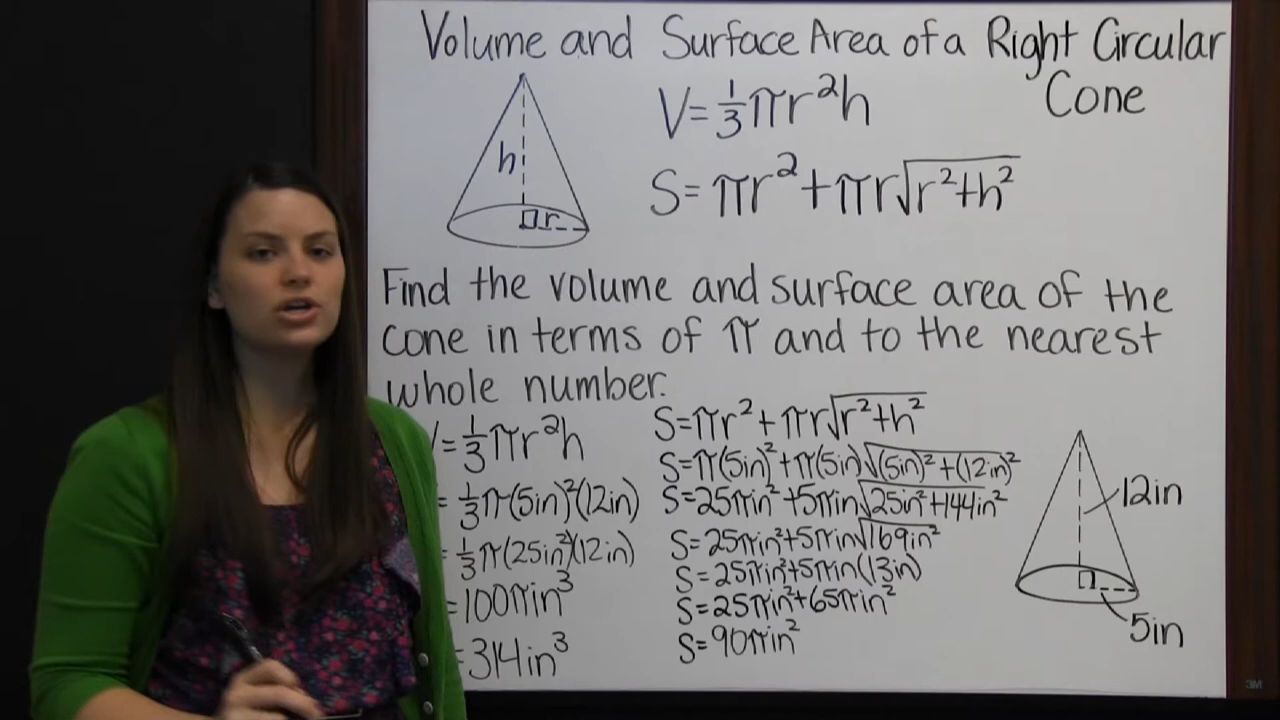 Volume and Surface Area of a Right Circular
Cone
V=⅓πr²h
S=πr²+πr√(r²+h²)
h
r
Find the volume and surface area of the
cone in terms of π and to the nearest
whole number.
V=⅓πr²h
=⅓π(5in)²(12in)
=⅓π(25in²)(12in)
=100πin³
=314in³
S=πr²+πr√(r²+h²)
S=π(5in)²+π(5in)√((5in)²+(12in)²)
S=25πin²+5πin√(25in²+144in²)
S=25πin²+5πin√(169in²)
S=25πin²+5πin(13in)
S=25πin²+65πin²
S=90πin²
12in
5in
3M